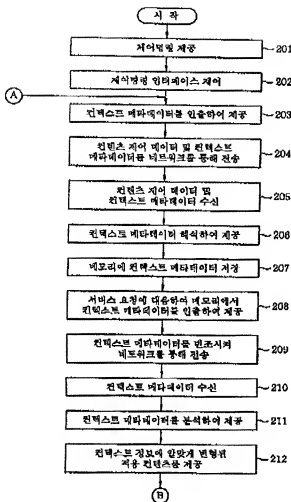 시 작
제어명령 제공
201
제어명령 인터페이스 제어
202
A
컨텍스트 메타데이터를 인출하여 제공
203
컨텐츠 제어 데이터 및 컨텍스트
메타데이터를 네트워크를 통해 전송
204
컨텐츠 제어 데이터 및
컨텍스트 메타데이터 수신
205
컨텍스트 메타데이터 해석하여 제공
206
메모리에 컨텍스트 메타데이터 저장
207
서비스 요청에 대응하여 메모리에서
컨텍스트 메타데이터를 인출하여 제공
208
컨텍스트 메타데이터를 변조시켜
네트워크를 통해 전송
209
컨텍스트 메타데이터 수신
210
컨텍스트 메타데이터를 분석하여 제공
211
컨텍스트 정보에 알맞게 변형된
적응 컨텐츠를 제공
212
B